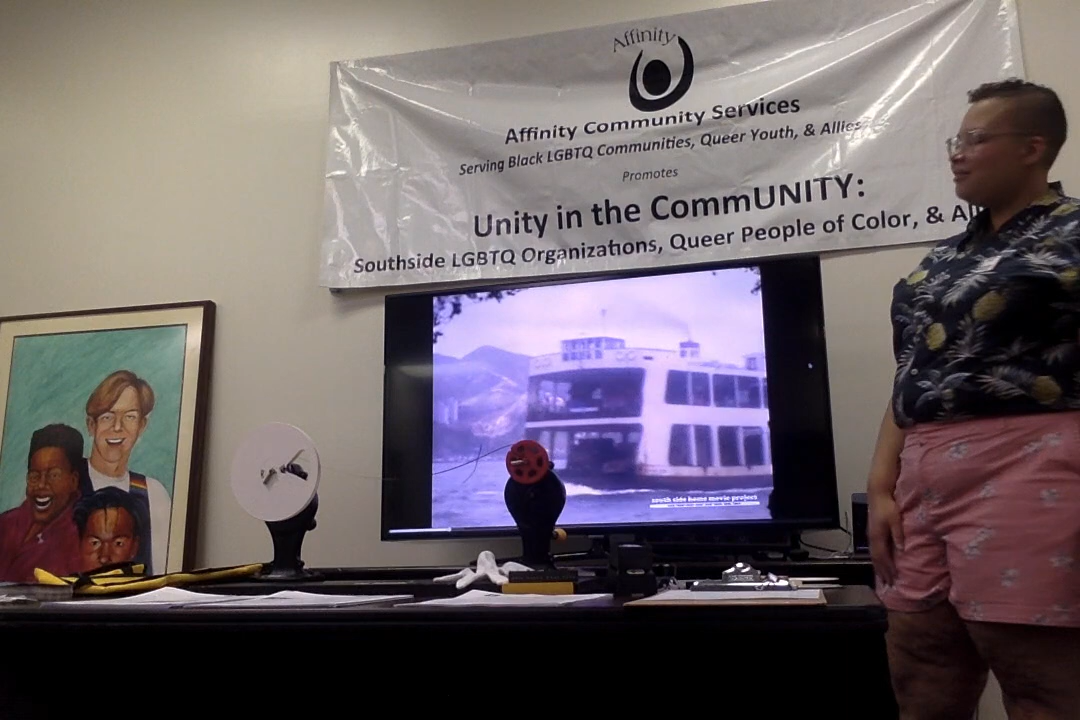 Affinity
Affinity Community Services
Serving Black LGBTQ Communities, Queer Youth, & Allies
Promotes
Unity in the CommUNITY:
Southside LGBTQ Organizations, Queer People of Color, & All
south side home movie project